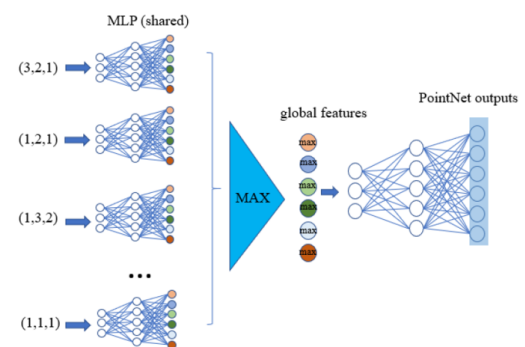 MLP (shared)
(3,2,1)
(1,2,1)
(1,3,2)
...
(1,1,1)
MAX
global features
max
max
max
max
max
max
PointNet outputs